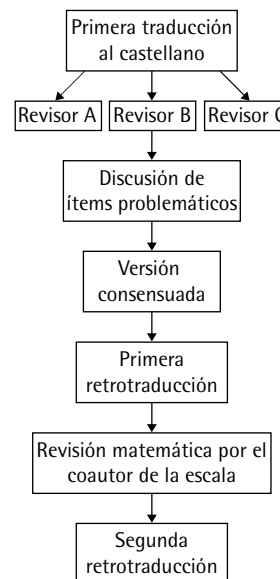 Primera traducción
al castellano
Revisor A
Revisor B
Revisor C
Discusión de
ítems problemáticos
Versión
consensuada
Primera
retrotraducción
Revisión matemática por el
coautor de la escala
Segunda
retrotraducción